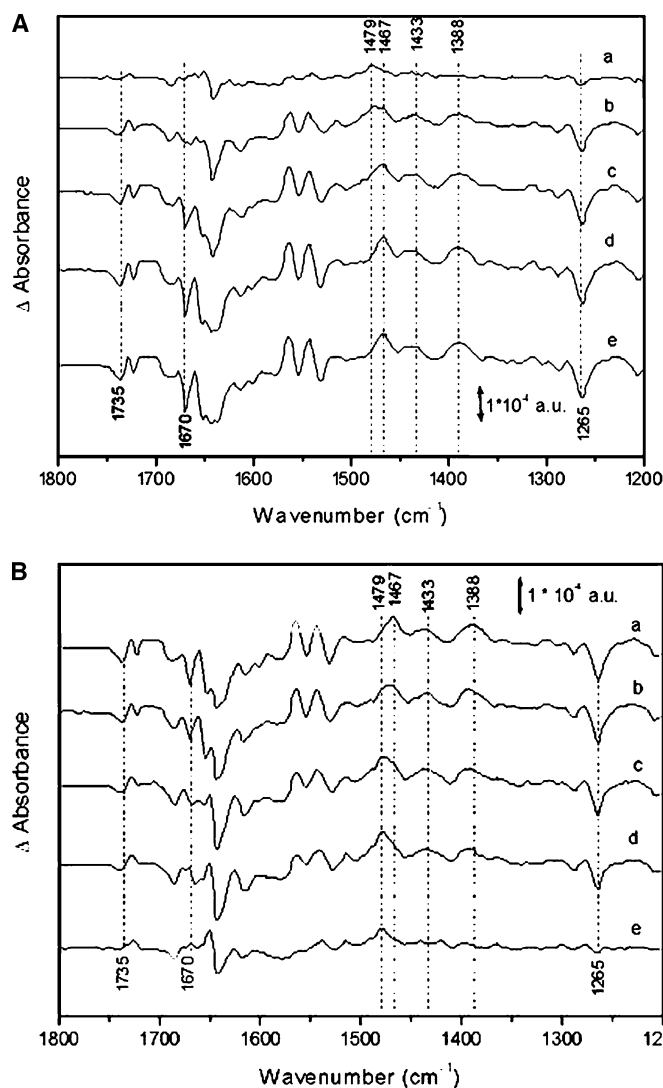 A
1479
1467
1433
1388
a
b
c
d
e
Δ Absorbance
1735
1670
1*10⁻⁴ a.u.
1265
1800 1700 1600 1500 1400 1300 1200
Wavenumber (cm⁻¹)
B
1479
1467
1433
1388
1 * 10⁻⁴ a.u.
a
b
c
d
e
Δ Absorbance
1735
1670
1265
1800 1700 1600 1500 1400 1300 120
Wavenumber (cm⁻¹)